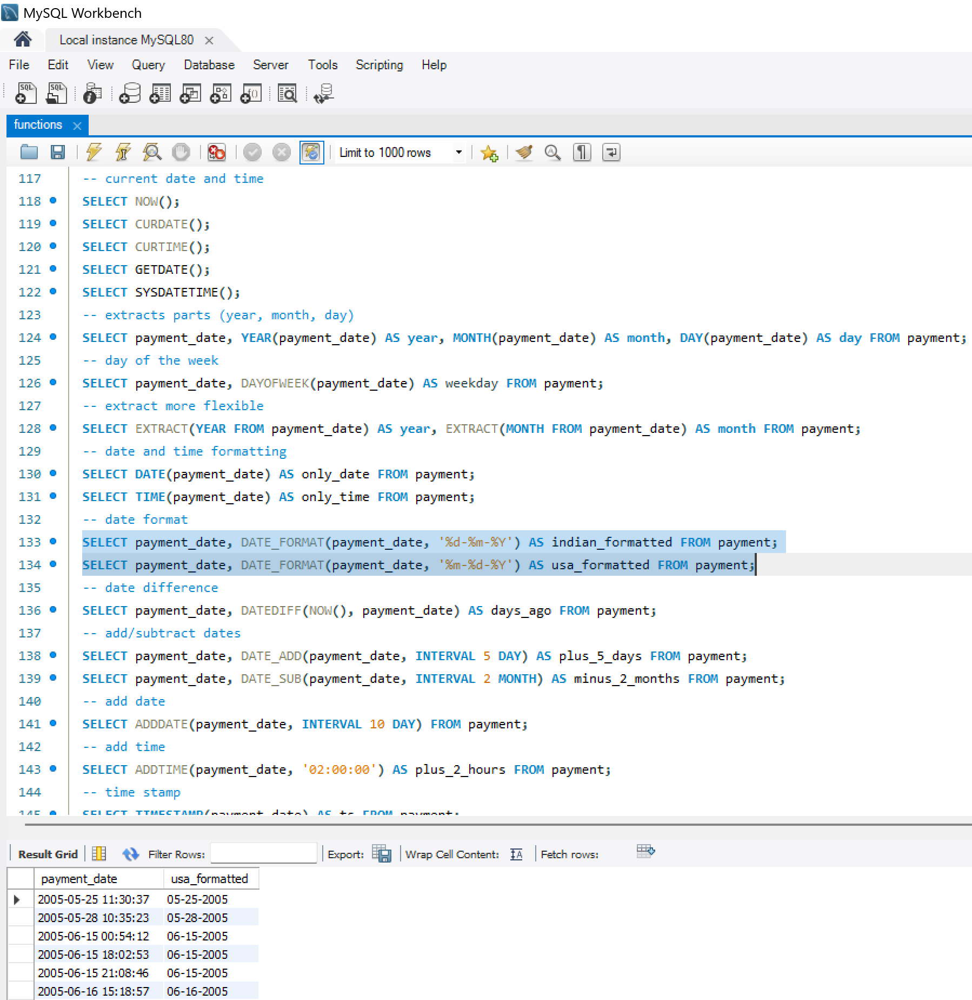 MySQL Workbench
Local instance MySQL80
File Edit View Query Database Server Tools Scripting Help
functions
Limit to 1000 rows
117 -- current date and time
118 SELECT NOW();
119 SELECT CURDATE();
120 SELECT CURTIME();
121 SELECT GETDATE();
122 SELECT SYSDATETIME();
123 -- extracts parts (year, month, day)
124 SELECT payment_date, YEAR(payment_date) AS year, MONTH(payment_date) AS month, DAY(payment_date) AS day FROM payment;
125 -- day of the week
126 SELECT payment_date, DAYOFWEEK(payment_date) AS weekday FROM payment;
127 -- extract more flexible
128 SELECT EXTRACT(YEAR FROM payment_date) AS year, EXTRACT(MONTH FROM payment_date) AS month FROM payment;
129 -- date and time formatting
130 SELECT DATE(payment_date) AS only_date FROM payment;
131 SELECT TIME(payment_date) AS only_time FROM payment;
132 -- date format
133 SELECT payment_date, DATE_FORMAT(payment_date, '%d-%m-%Y') AS indian_formatted FROM payment;
134 SELECT payment_date, DATE_FORMAT(payment_date, '%m-%d-%Y') AS usa_formatted FROM payment;
135 -- date difference
136 SELECT payment_date, DATEDIFF(NOW(), payment_date) AS days_ago FROM payment;
137 -- add/subtract dates
138 SELECT payment_date, DATE_ADD(payment_date, INTERVAL 5 DAY) AS plus_5_days FROM payment;
139 SELECT payment_date, DATE_SUB(payment_date, INTERVAL 2 MONTH) AS minus_2_months FROM payment;
140 -- add date
141 SELECT ADDDATE(payment_date, INTERVAL 10 DAY) FROM payment;
142 -- add time
143 SELECT ADDTIME(payment_date, '02:00:00') AS plus_2_hours FROM payment;
144 -- time stamp
145 SELECT TIMESTAMP(payment_date) AS ts FROM payment;
Result Grid Filter Rows: Export: Wrap Cell Content: Fetch rows:
payment_date usa_formatted
2005-05-25 11:30:37 05-25-2005
2005-05-28 10:35:23 05-28-2005
2005-06-15 00:54:12 06-15-2005
2005-06-15 18:02:53 06-15-2005
2005-06-15 21:08:46 06-15-2005
2005-06-16 15:18:57 06-16-2005